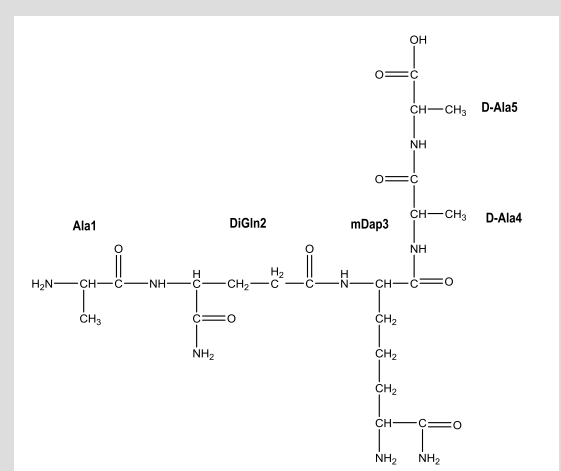 OH
O C
CH CH3 D-Ala5
NH
O C
CH CH3 D-Ala4
Ala1 DiGln2 mDap3
NH
O H H2 O H
H2N CH C NH C CH2 C C N CH C O
CH3 C O CH2
NH2 CH2
CH2
CH C O
NH2 NH2